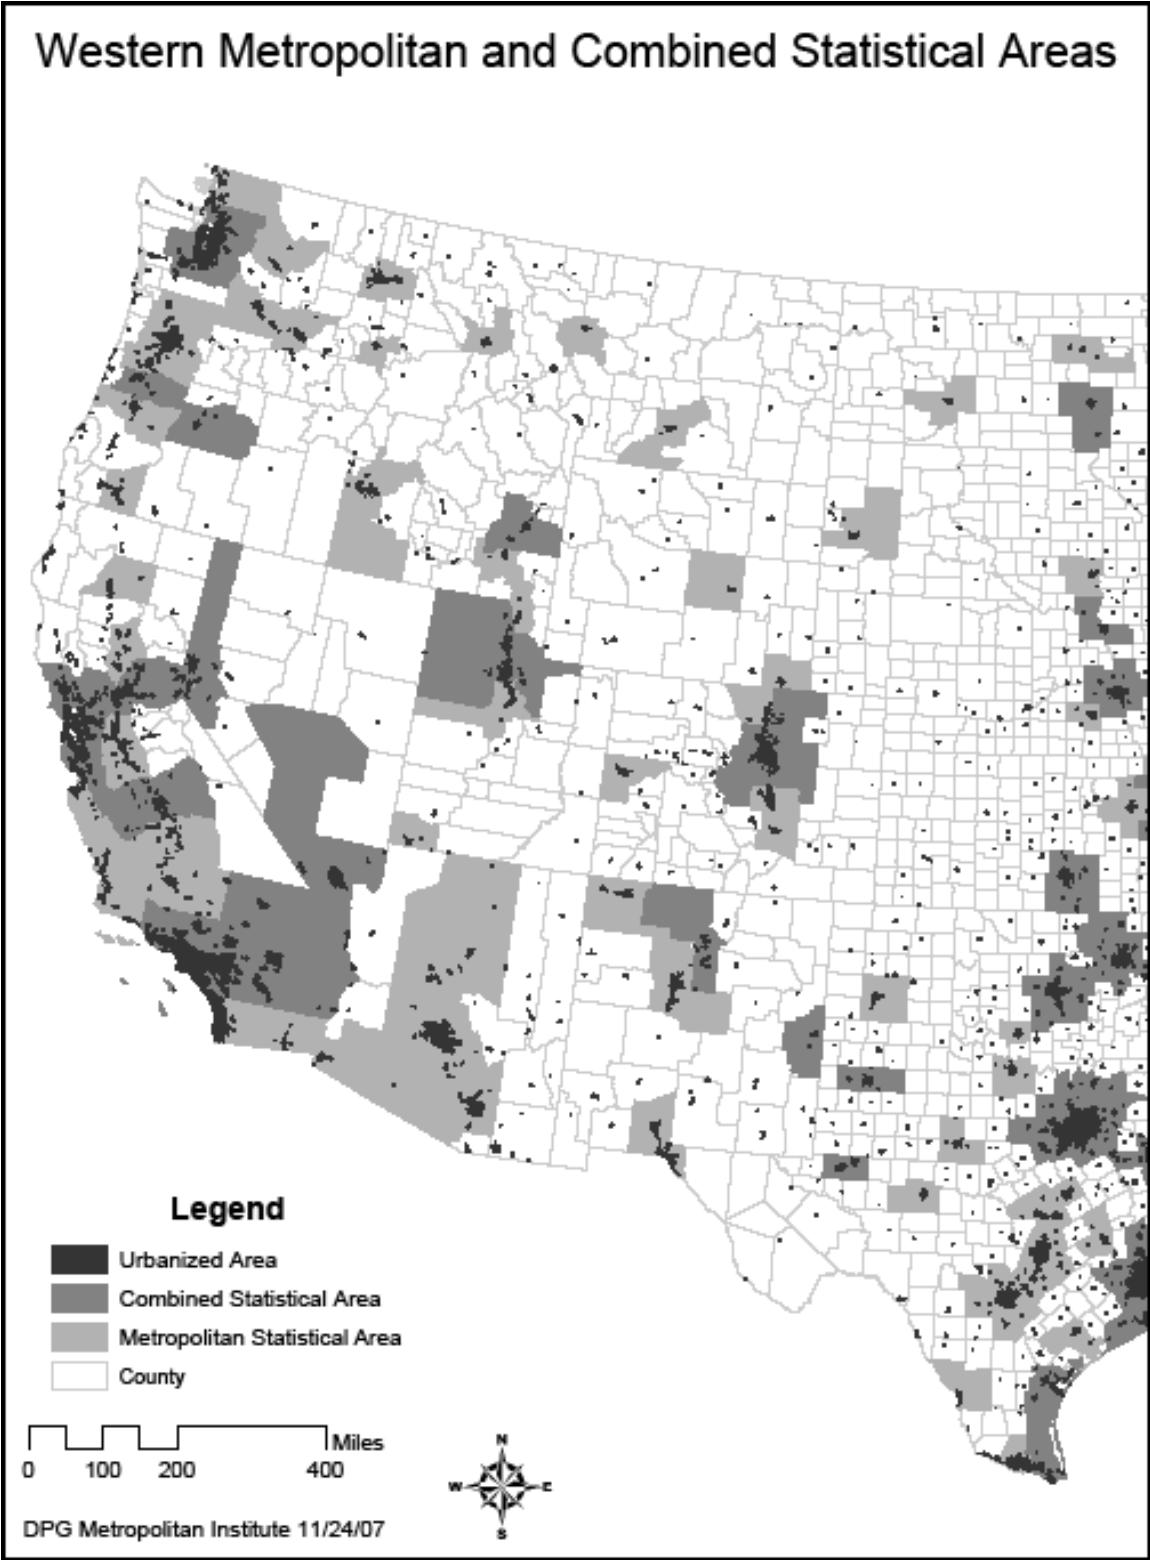 Western Metropolitan and Combined Statistical Areas
Legend
Urbanized Area
Combined Statistical Area
Metropolitan Statistical Area
County
Miles
0 100 200 400
N
W E
S
DPG Metropolitan Institute 11/24/07